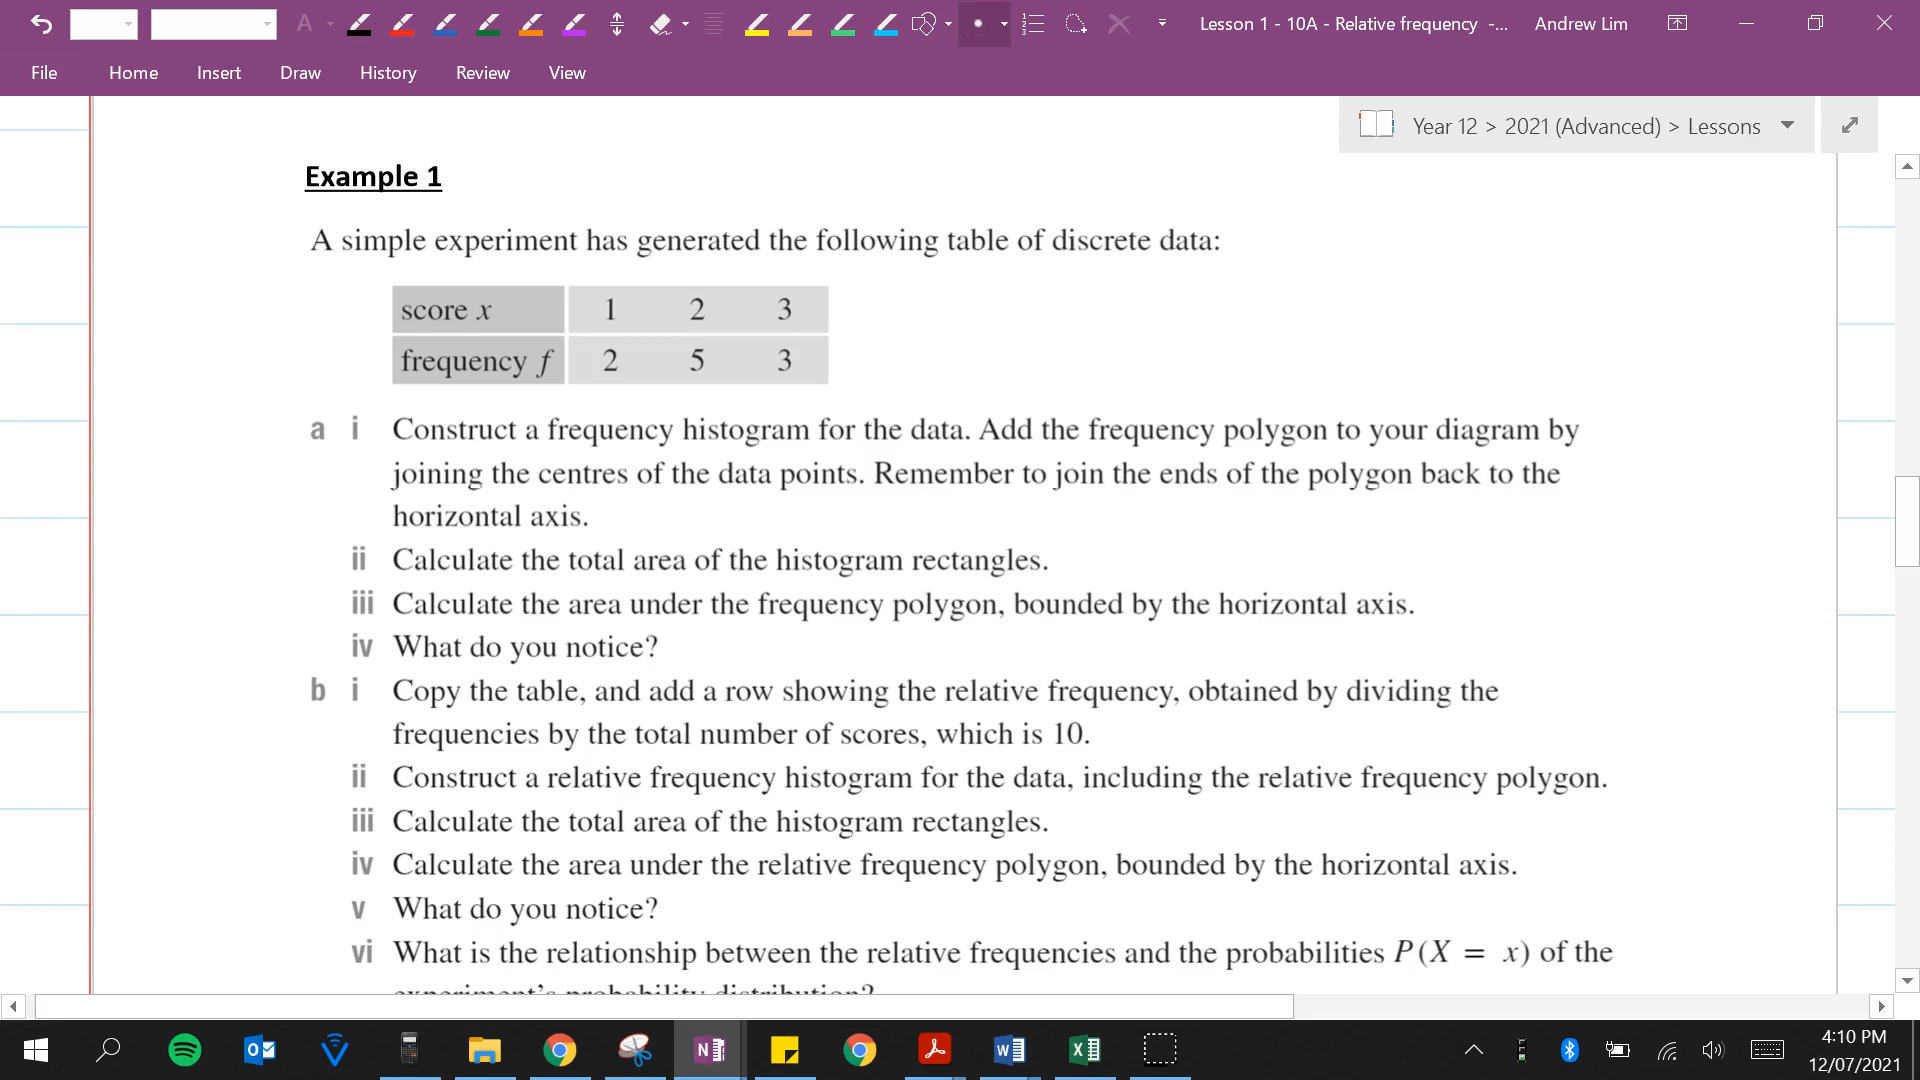 Lesson 1 - 10A - Relative frequency -...
Andrew Lim
File Home Insert Draw History Review View
Year 12 > 2021 (Advanced) > Lessons
Example 1
A simple experiment has generated the following table of discrete data:
score x 1 2 3
frequency f 2 5 3
a i Construct a frequency histogram for the data. Add the frequency polygon to your diagram by
joining the centres of the data points. Remember to join the ends of the polygon back to the
horizontal axis.
ii Calculate the total area of the histogram rectangles.
iii Calculate the area under the frequency polygon, bounded by the horizontal axis.
iv What do you notice?
b i Copy the table, and add a row showing the relative frequency, obtained by dividing the
frequencies by the total number of scores, which is 10.
ii Construct a relative frequency histogram for the data, including the relative frequency polygon.
iii Calculate the total area of the histogram rectangles.
iv Calculate the area under the relative frequency polygon, bounded by the horizontal axis.
v What do you notice?
vi What is the relationship between the relative frequencies and the probabilities P(X = x) of the
experiment's probability distribution?
4:10 PM
12/07/2021